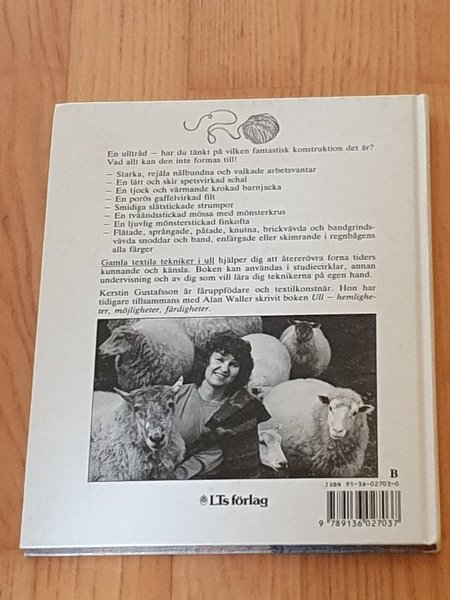 En ulltråd — har du tänkt på vilken fantastisk konstruktion det är?
Vad allt kan den inte formas till!
— Starka, rejäla nålbundna och valkade arbetsvantar
— En lätt och skir spetsvirkad schal
— En tjock och värmande krokad barnjacka
— En porös gaffelvirkad filt
— Smidiga slätstickade strumpor
— En tvåändsstickad mössa med mönsterkrus
— En ljuvlig mönsterstickad finkofta
— Flätade, språngade, påtade, knutna, brickvävda och bandgrinds-
vävda snoddar och band, enfärgade eller skimrande i regnbågens
alla färger
Gamla textila tekniker i ull hjälper dig att återerövra forna tiders
kunnande och känsla. Boken kan användas i studiecirklar, annan
undervisning och av dig som vill lära dig teknikerna på egen hand.
Kerstin Gustafsson är fåruppfödare och textilkonstnär. Hon har
tidigare tillsammans med Alan Waller skrivit boken Ull — hemlighe-
ter, möjligheter, färdigheter.
B
ISBN 91-36-02703-0
LTs förlag
9 789136 027037